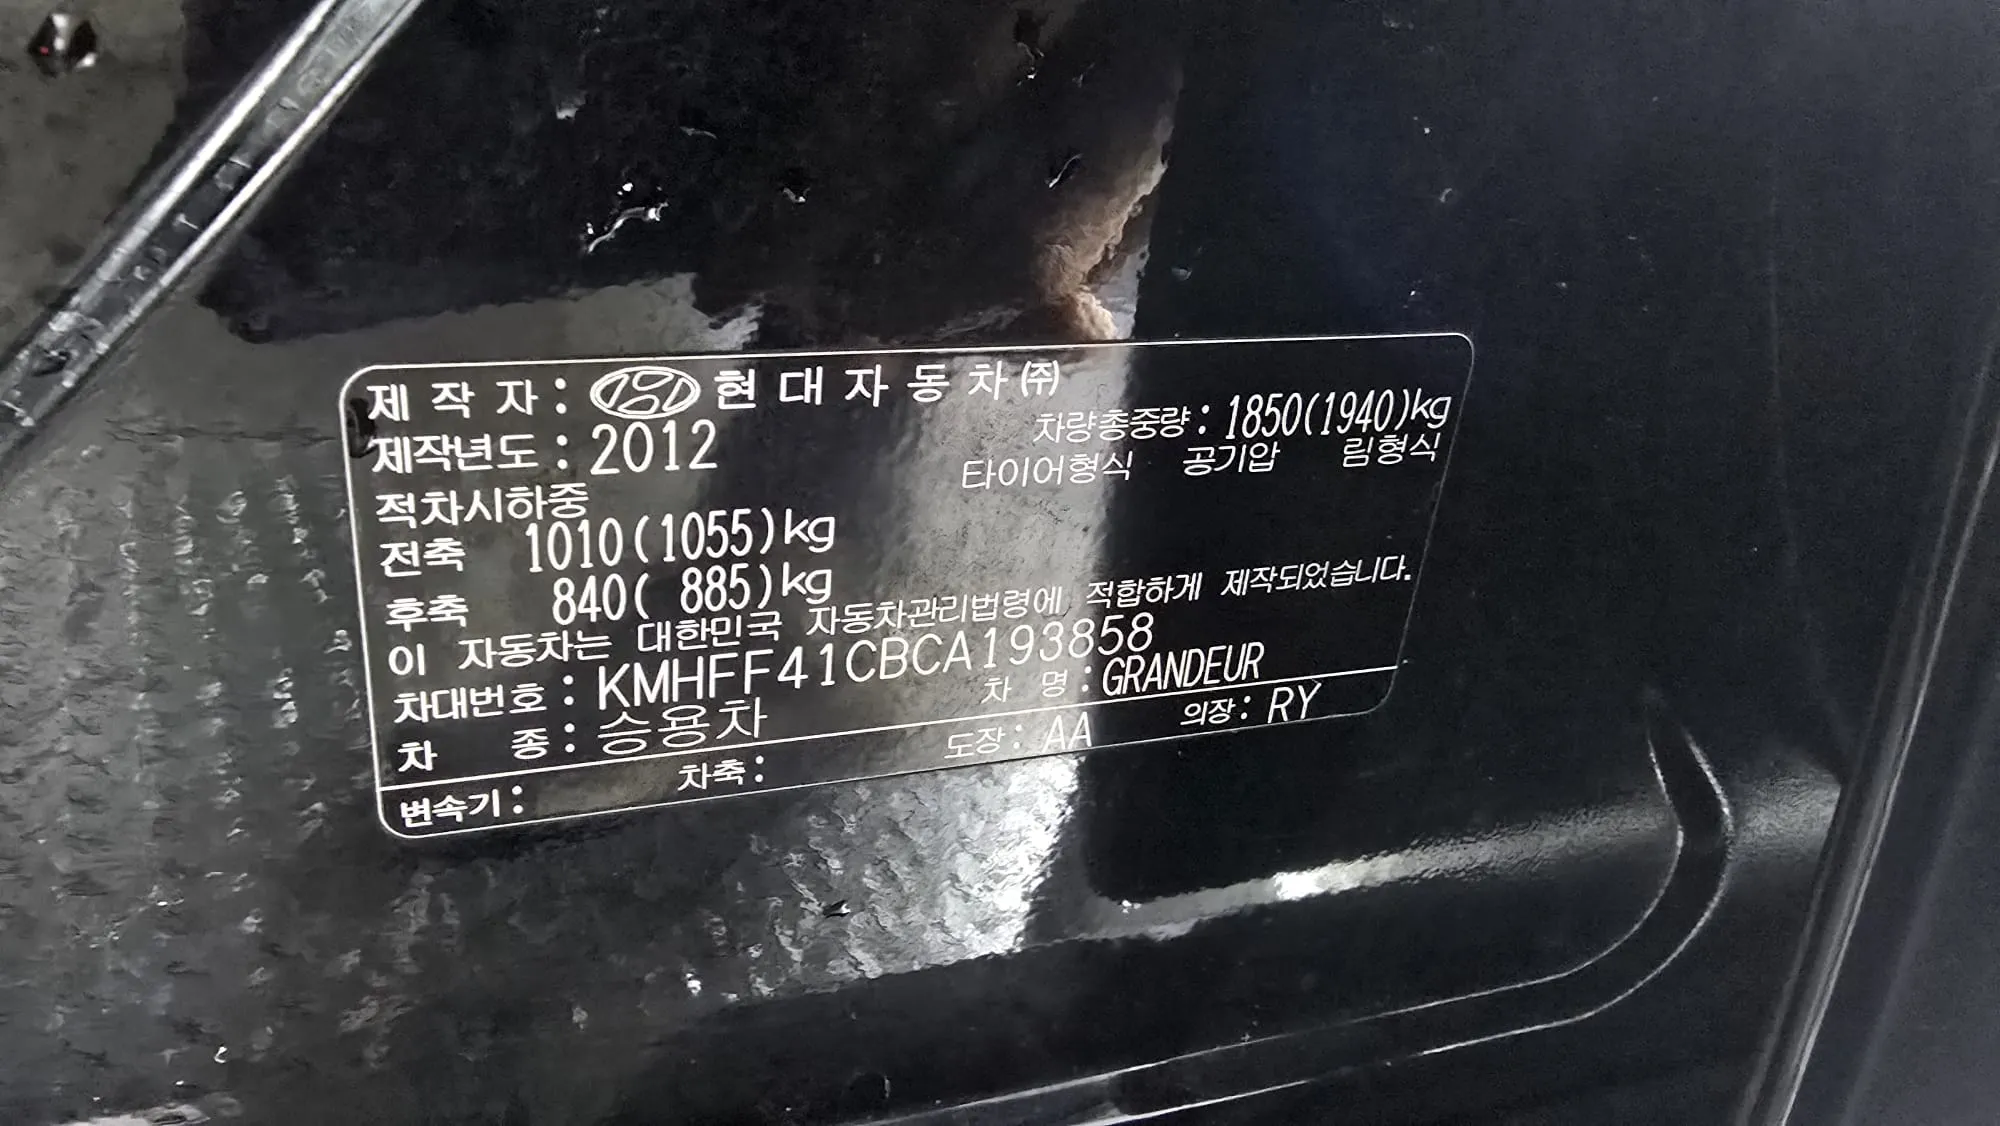 제 작 자 : 현 대 자 동 차 ㈜
제작년도 : 2012
차량총중량 : 1850(1940)kg
타이어형식 공기압 림형식
적차시하중
전축 1010(1055)kg
후축 840( 885)kg
이 자동차는 대한민국 자동차관리법령에 적합하게 제작되었습니다.
차대번호 : KMHFF41CBCA193858
차 종 : 승용차 차 명 : GRANDEUR
변속기 : 차축 : 도장 : AA 의장 : RY